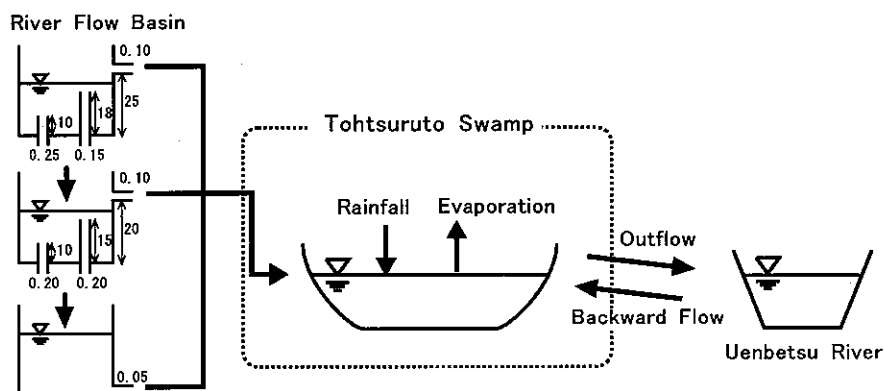 River Flow Basin
0.10
25
18
10
0.25 0.15
0.10
20
15
10
0.20 0.20
0.05
Tohtsuruto Swamp
Rainfall Evaporation
Outflow
Backward Flow
Uenbetsu River